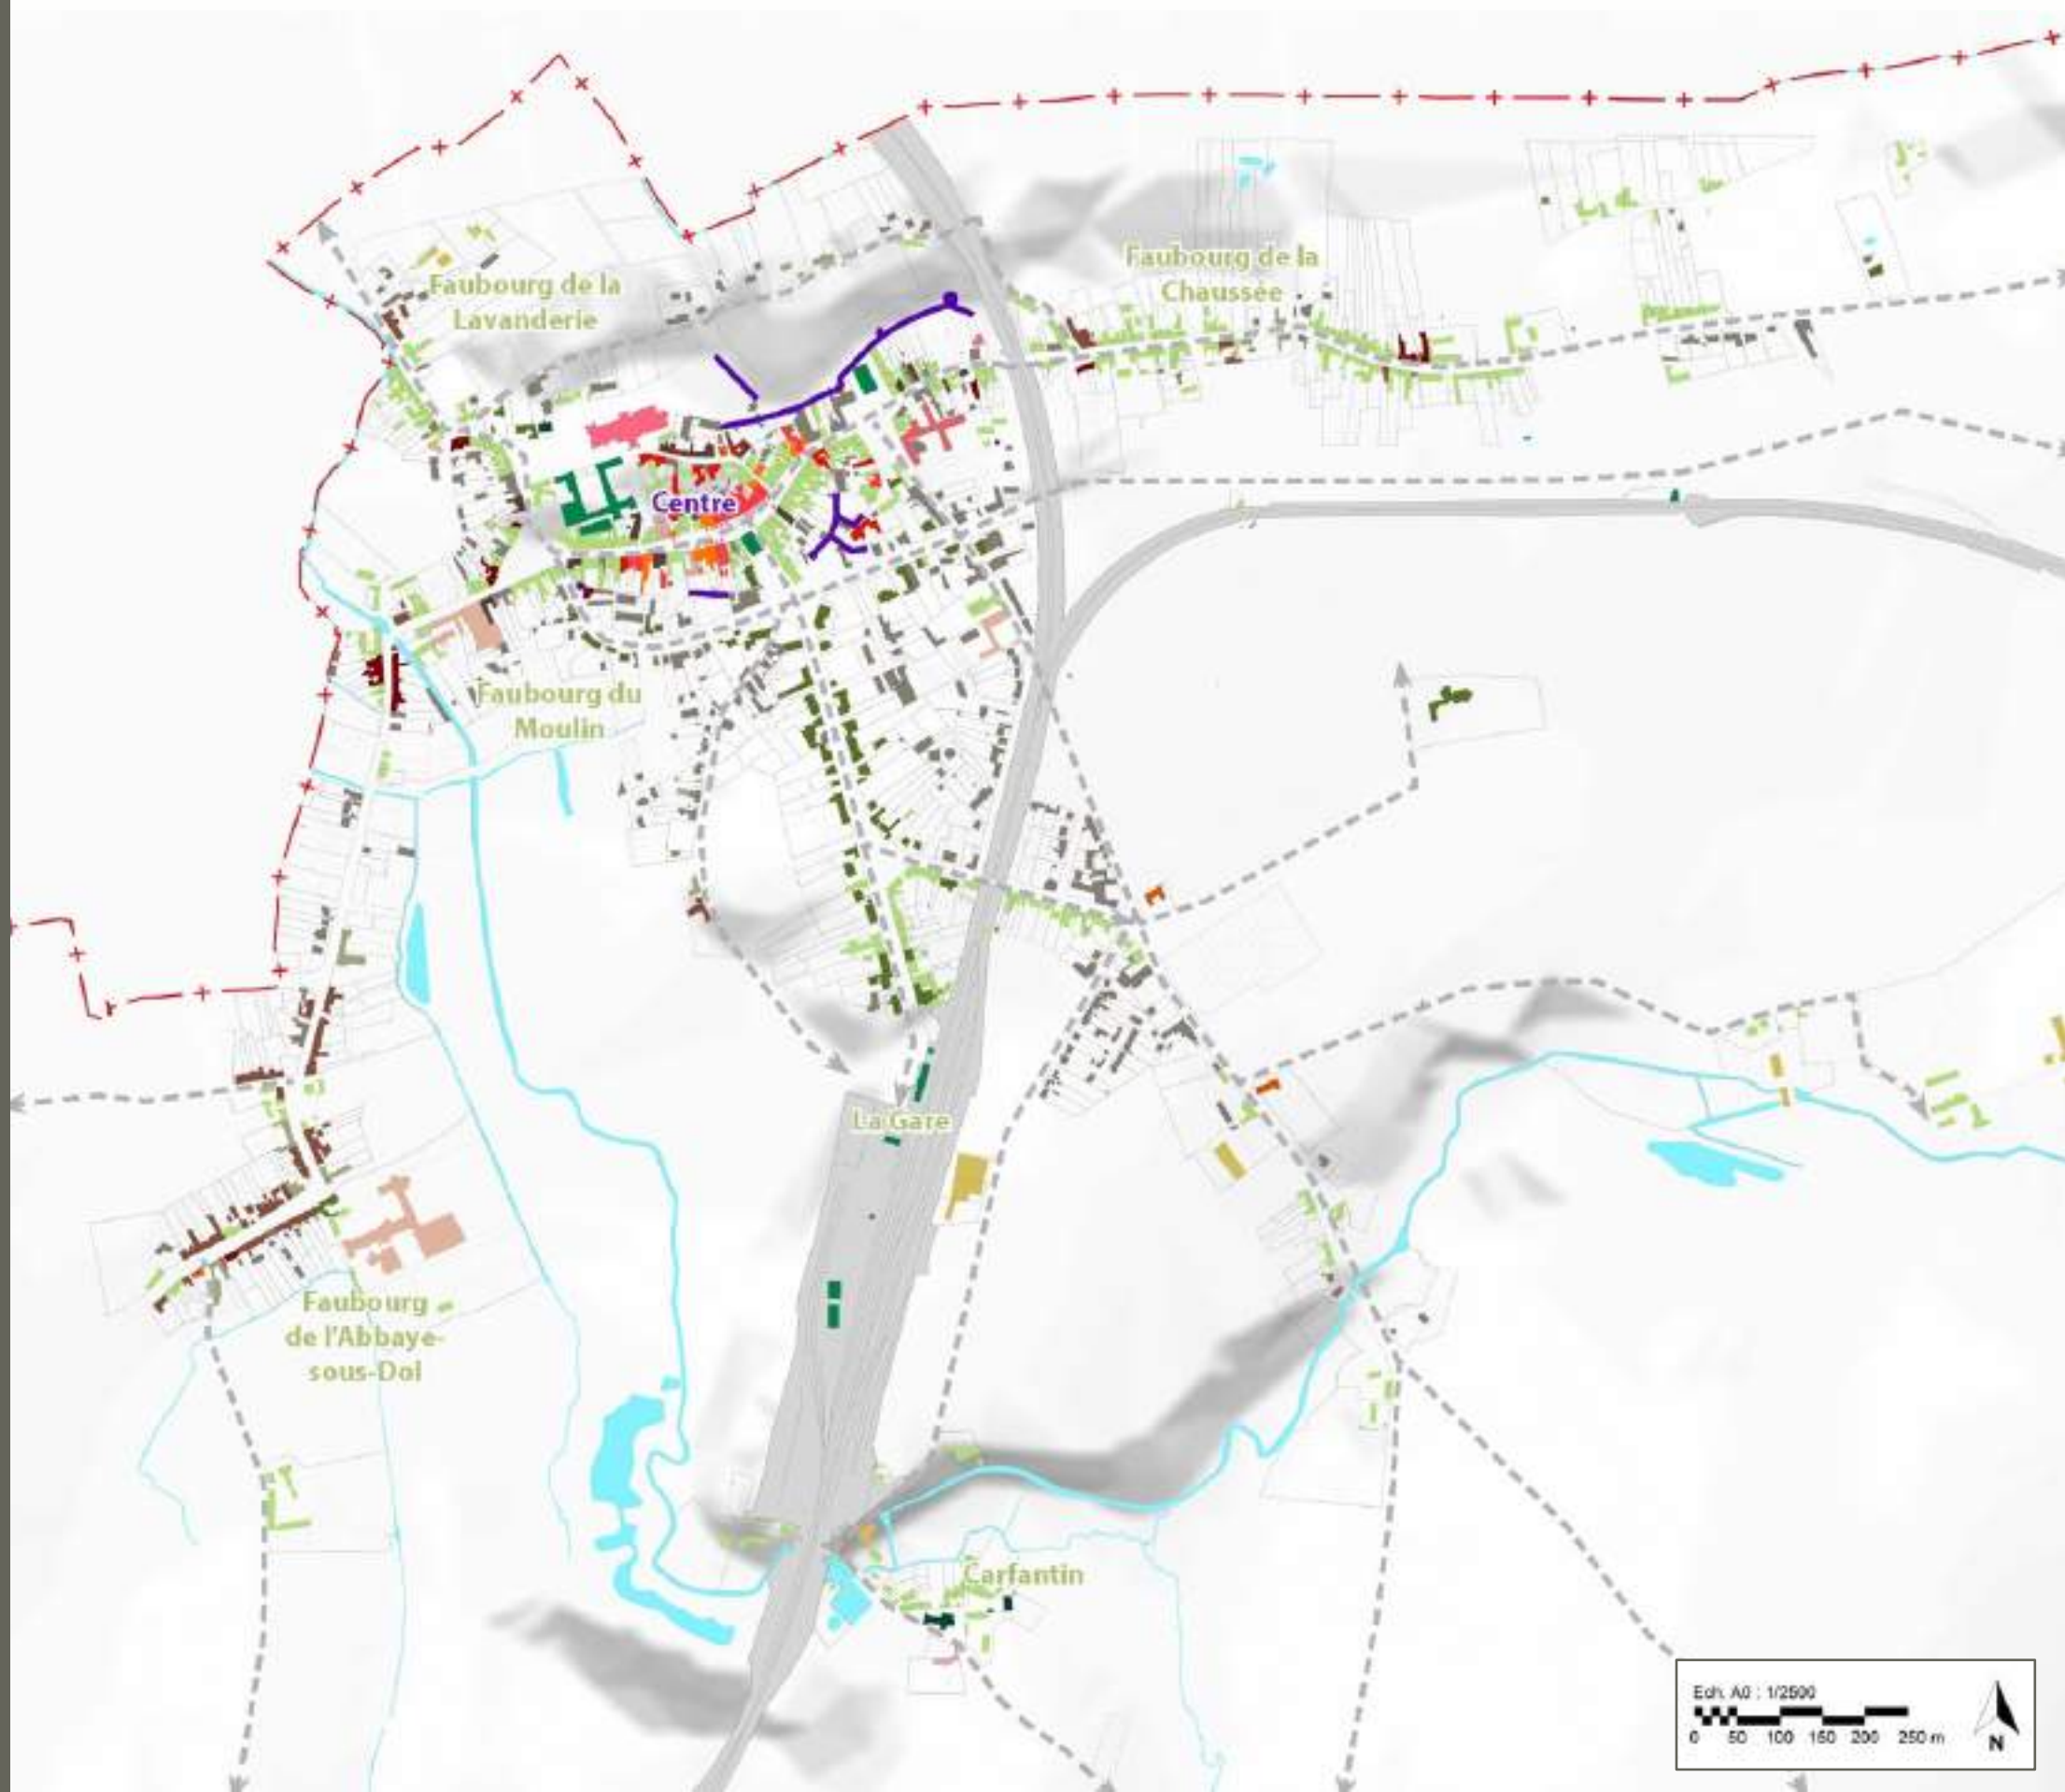 Faubourg de la
Lavanderie
Faubourg de la
Chaussée
Centre
Faubourg du
Moulin
La Gare
Faubourg
de l'Abbaye-
sous-Dol
Carfantin
Ech. A0 : 1/2500
0 50 100 150 200 250 m
N